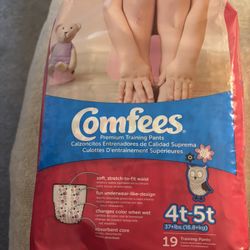 Comfees®
Premium Training Pants
Calzoncitos Entrenadores de Calidad Suprema
Culottes D'entraînement Supérieures
soft, stretch-to-fit waist
fun underwear-like-design
changes color when wet
absorbent core
4t-5t
37+ lbs (16.8+ kg)
19 Training Pants